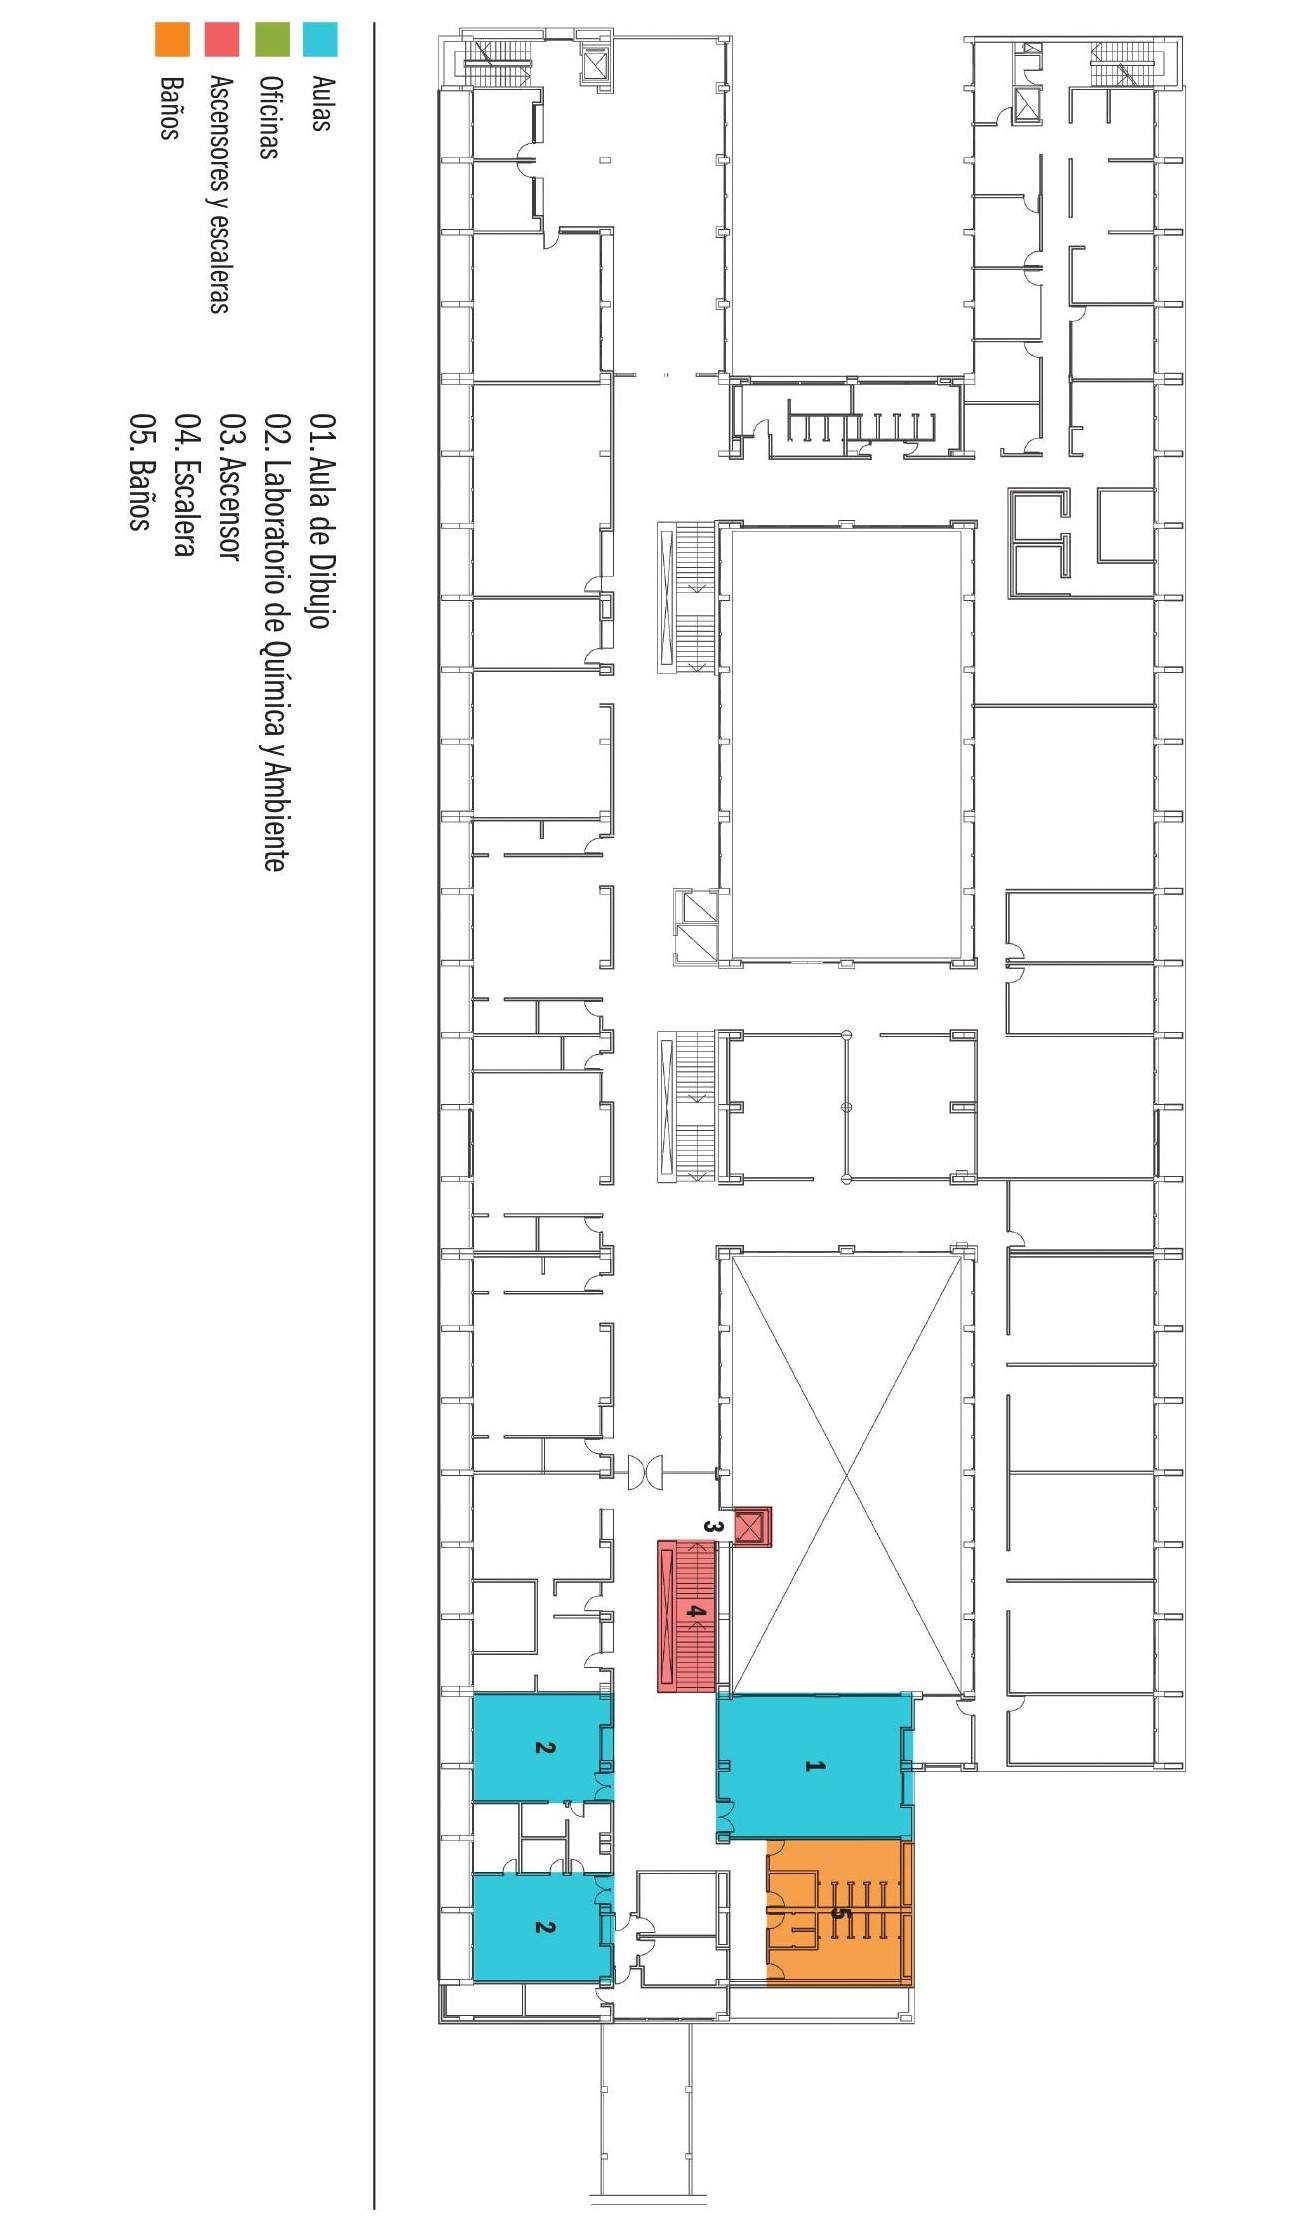 Aulas
Oficinas
Ascensores y escaleras
Baños
01. Aula de Dibujo
02. Laboratorio de Química y Ambiente
03. Ascensor
04. Escalera
05. Baños
3
4
2
1
2
5